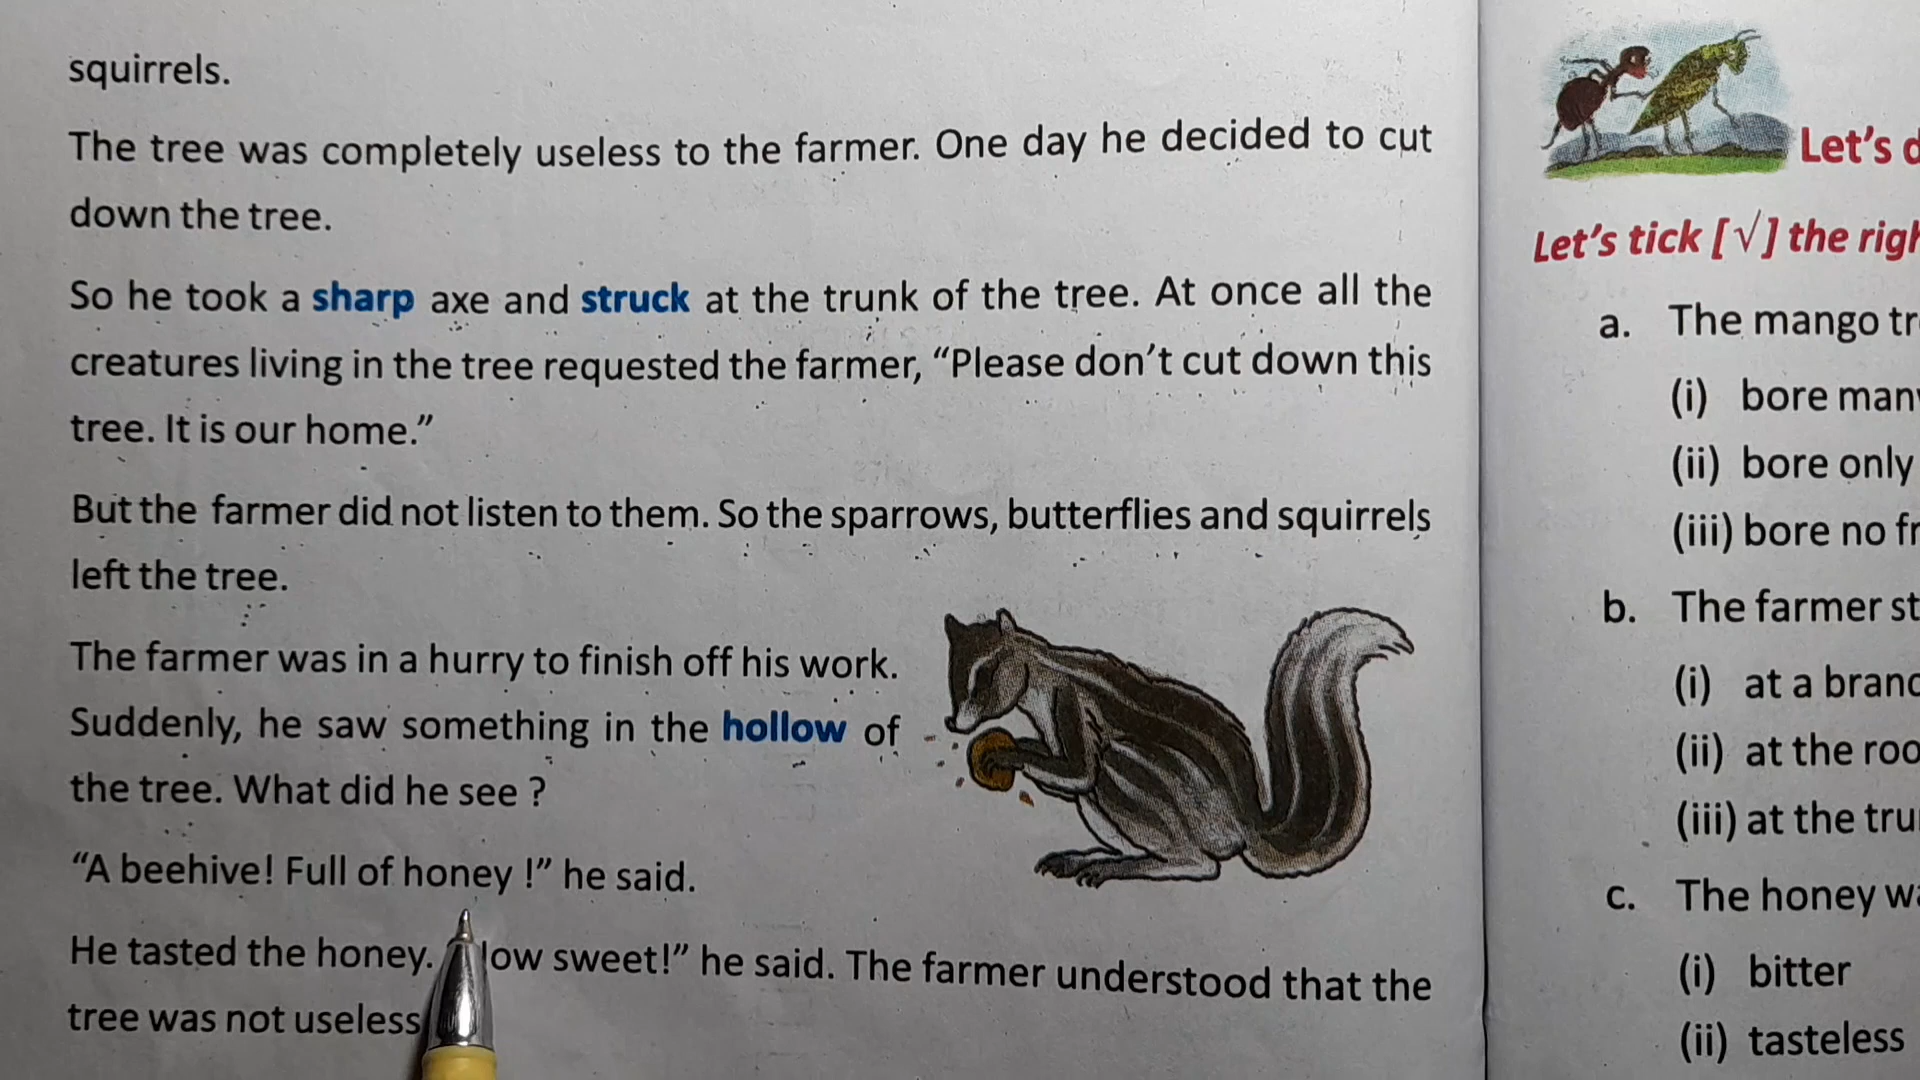 squirrels.
The tree was completely useless to the farmer. One day he decided to cut
down the tree.
So he took a sharp axe and struck at the trunk of the tree. At once all the
creatures living in the tree requested the farmer, “Please don’t cut down this
tree. It is our home.”
But the farmer did not listen to them. So the sparrows, butterflies and squirrels
left the tree.
The farmer was in a hurry to finish off his work.
Suddenly, he saw something in the hollow of
the tree. What did he see ?
“A beehive! Full of honey !” he said.
He tasted the honey. sweet!” he said. The farmer understood that the
tree was not useless
Let’s
Let’s tick [√] the
a. The mango
(i) bore
(ii) bore only
(iii) bore no
b. The farmer
(i) at a
(ii) at the
(iii) at the
c. The honey
(i) bitter
(ii) tasteless